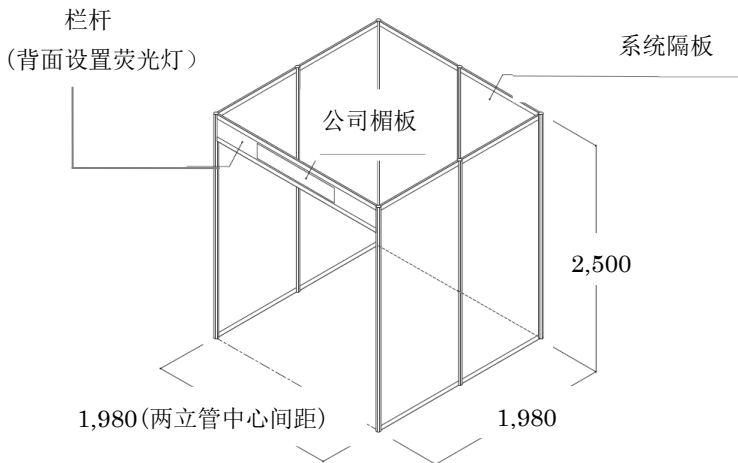 栏杆
(背面设置荧光灯)
系统隔板
公司楣板
2,500
1,980(两立管中心间距)
1,980